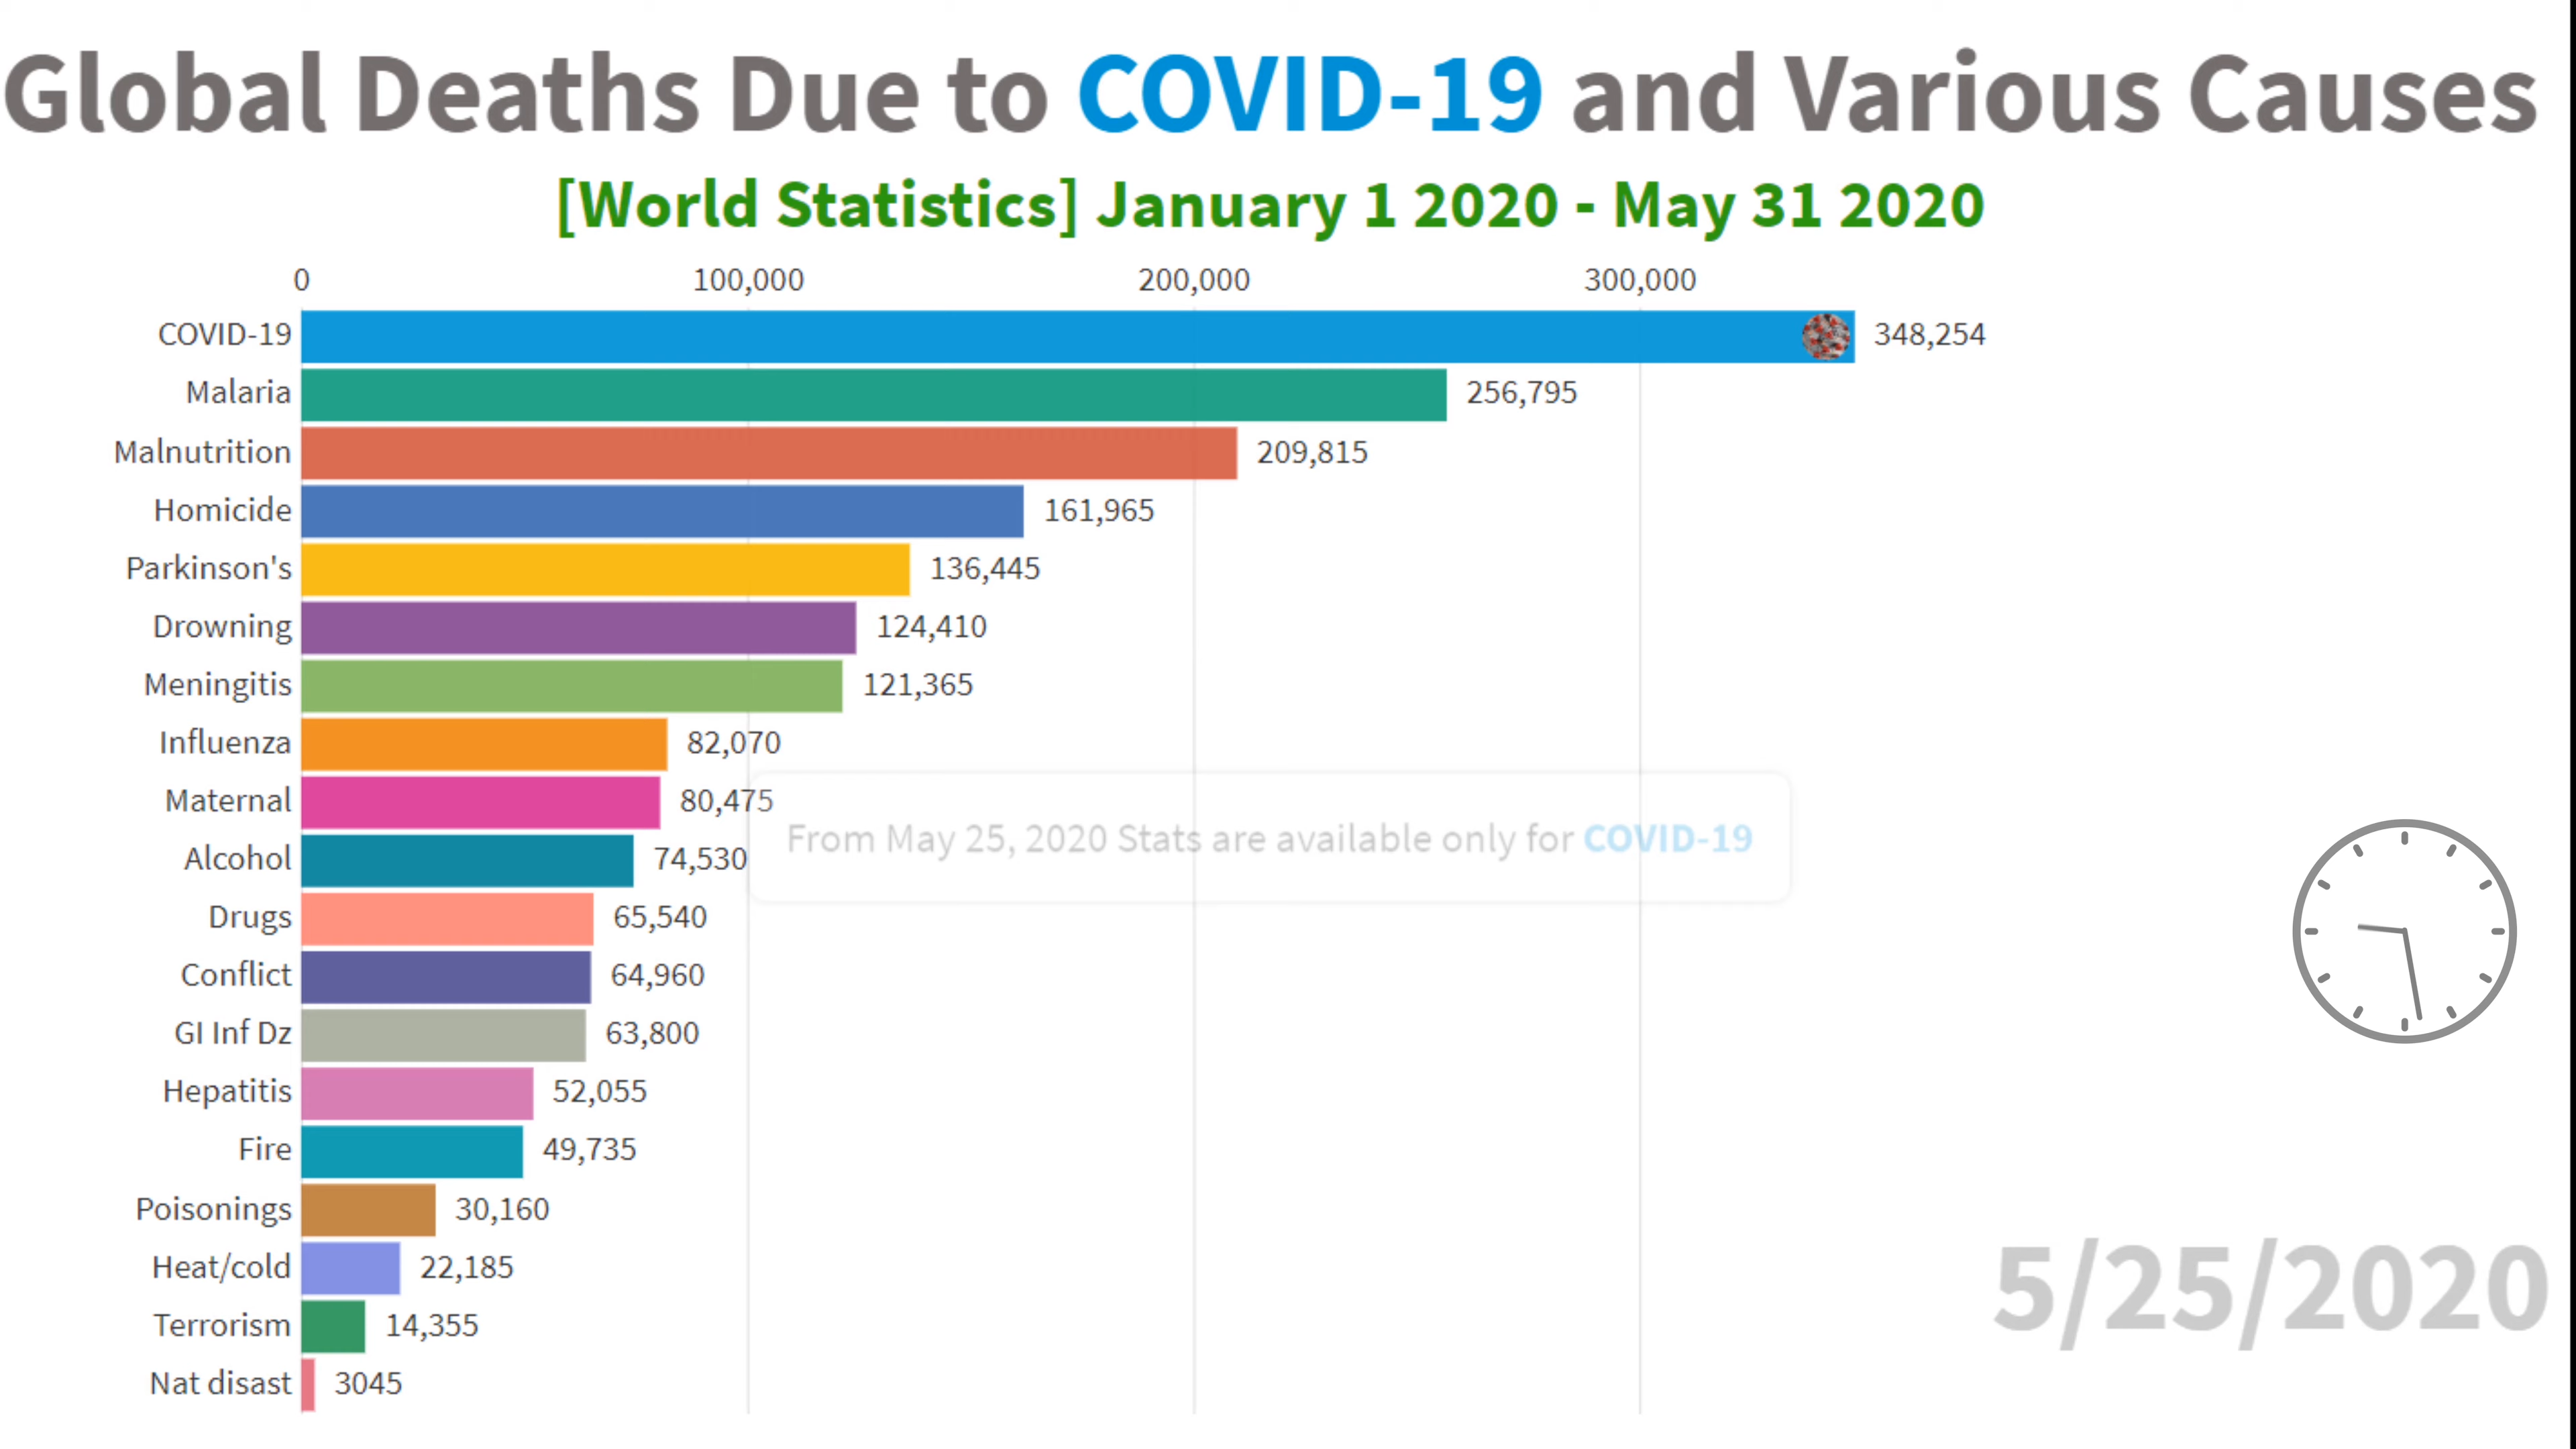 Global Deaths Due to COVID-19 and Various Causes
[World Statistics] January 1 2020 - May 31 2020
0 100,000 200,000 300,000
COVID-19 348,254
Malaria 256,795
Malnutrition 209,815
Homicide 161,965
Parkinson's 136,445
Drowning 124,410
Meningitis 121,365
Influenza 82,070
Maternal 80,475
From May 25, 2020 Stats are available only for COVID-19
Alcohol 74,530
Drugs 65,540
Conflict 64,960
GI Inf Dz 63,800
Hepatitis 52,055
Fire 49,735
Poisonings 30,160
Heat/cold 22,185
5/25/2020
Terrorism 14,355
Nat disast 3045